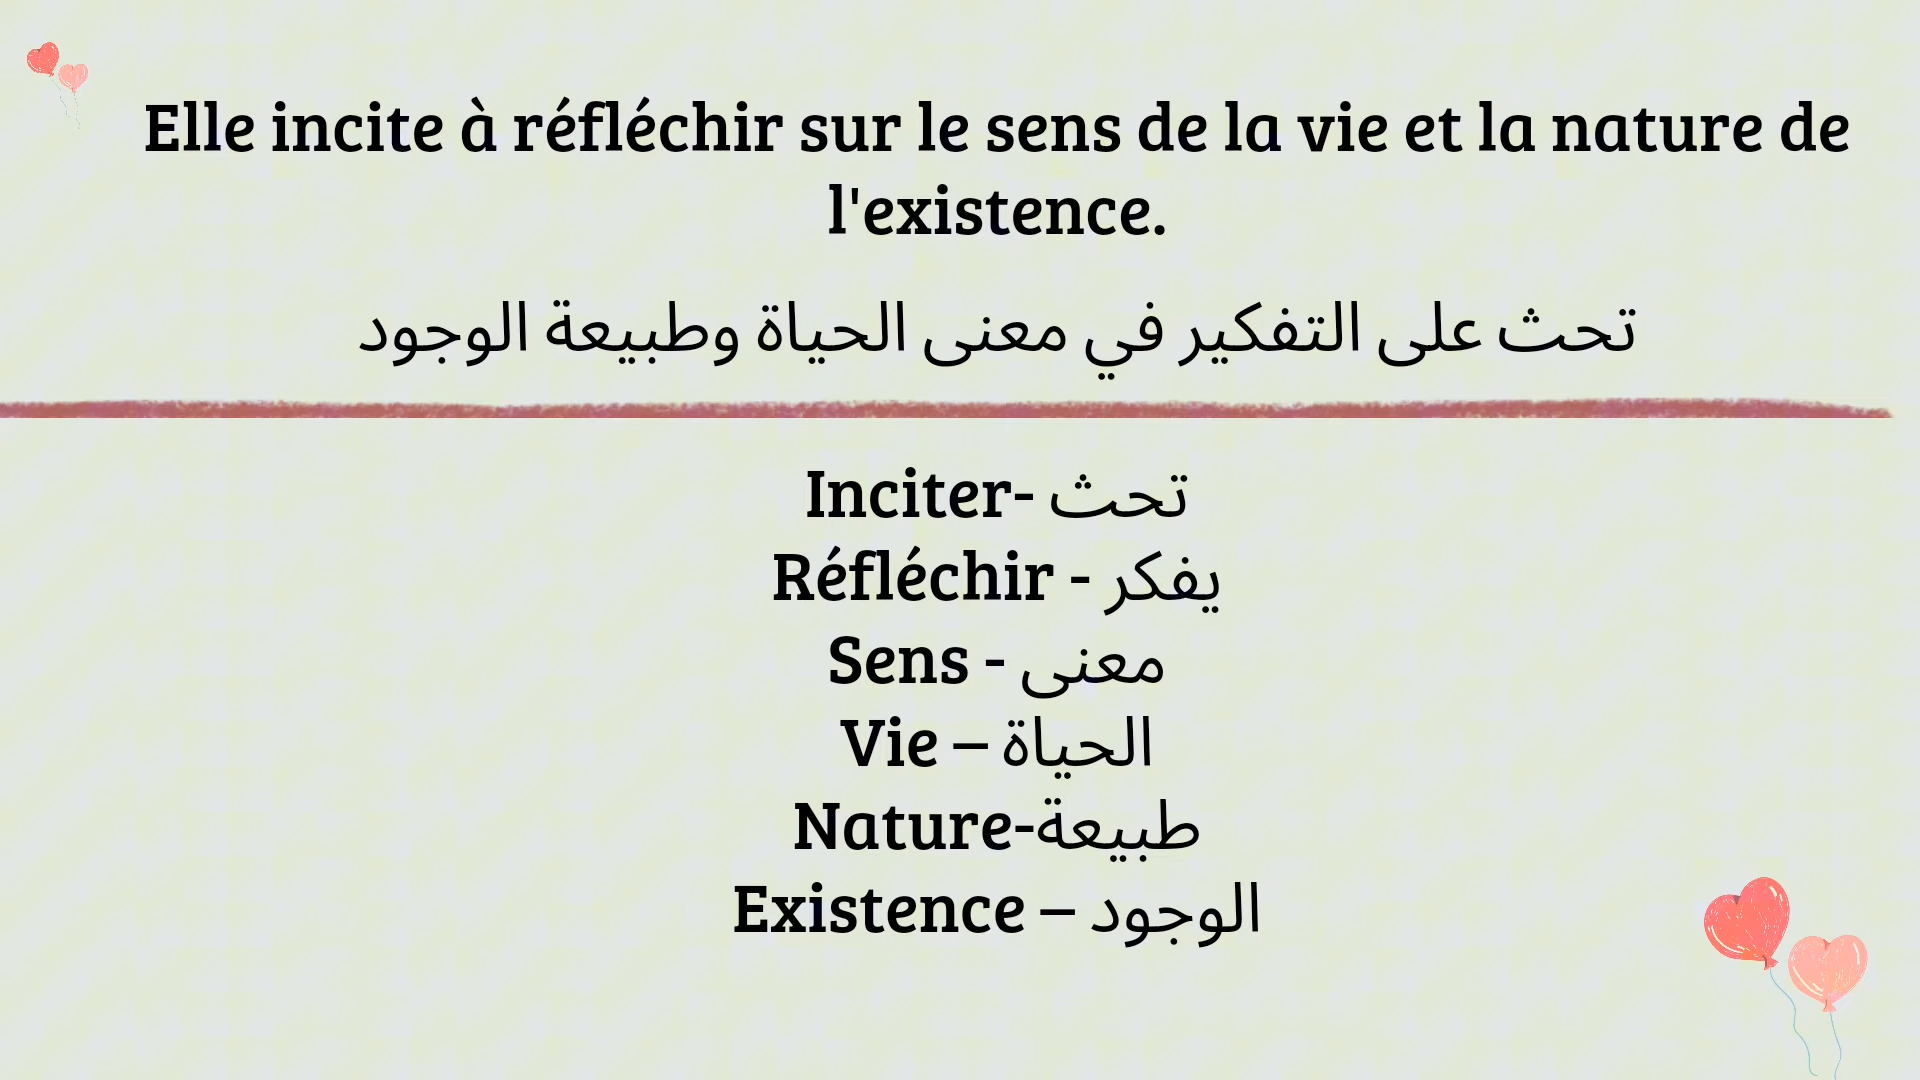 Elle incite à réfléchir sur le sens de la vie et la nature de
l'existence.
تحث على التفكير في معنى الحياة وطبيعة الوجود
Inciter- تحث
Réfléchir - يفكر
Sens - معنى
Vie – الحياة
Nature-طبيعة
Existence – الوجود